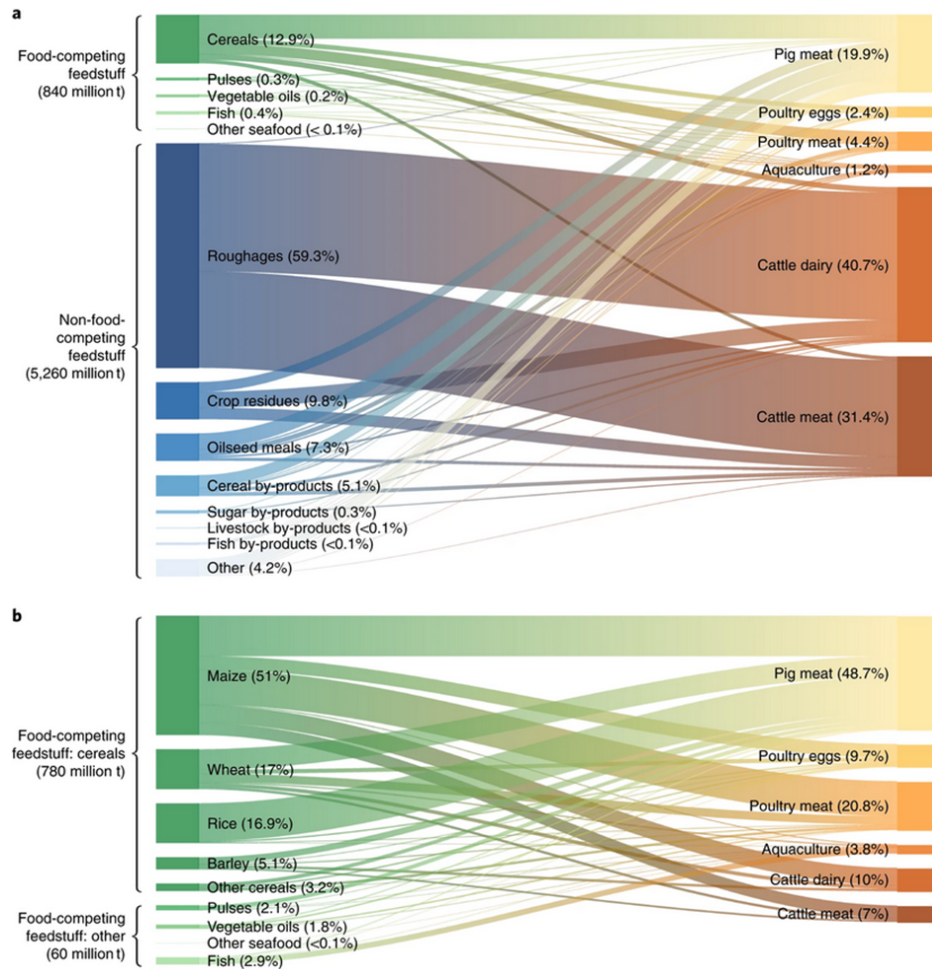 a
Food-competing
feedstuff
(840 million t)
Cereals (12.9%)
Pulses (0.3%)
Vegetable oils (0.2%)
Fish (0.4%)
Other seafood (< 0.1%)
Non-food-
competing
feedstuff
(5,260 million t)
Roughages (59.3%)
Crop residues (9.8%)
Oilseed meals (7.3%)
Cereal by-products (5.1%)
Sugar by-products (0.3%)
Livestock by-products (<0.1%)
Fish by-products (<0.1%)
Other (4.2%)
Pig meat (19.9%)
Poultry eggs (2.4%)
Poultry meat (4.4%)
Aquaculture (1.2%)
Cattle dairy (40.7%)
Cattle meat (31.4%)
b
Food-competing
feedstuff: cereals
(780 million t)
Maize (51%)
Wheat (17%)
Rice (16.9%)
Barley (5.1%)
Other cereals (3.2%)
Food-competing
feedstuff: other
(60 million t)
Pulses (2.1%)
Vegetable oils (1.8%)
Other seafood (<0.1%)
Fish (2.9%)
Pig meat (48.7%)
Poultry eggs (9.7%)
Poultry meat (20.8%)
Aquaculture (3.8%)
Cattle dairy (10%)
Cattle meat (7%)